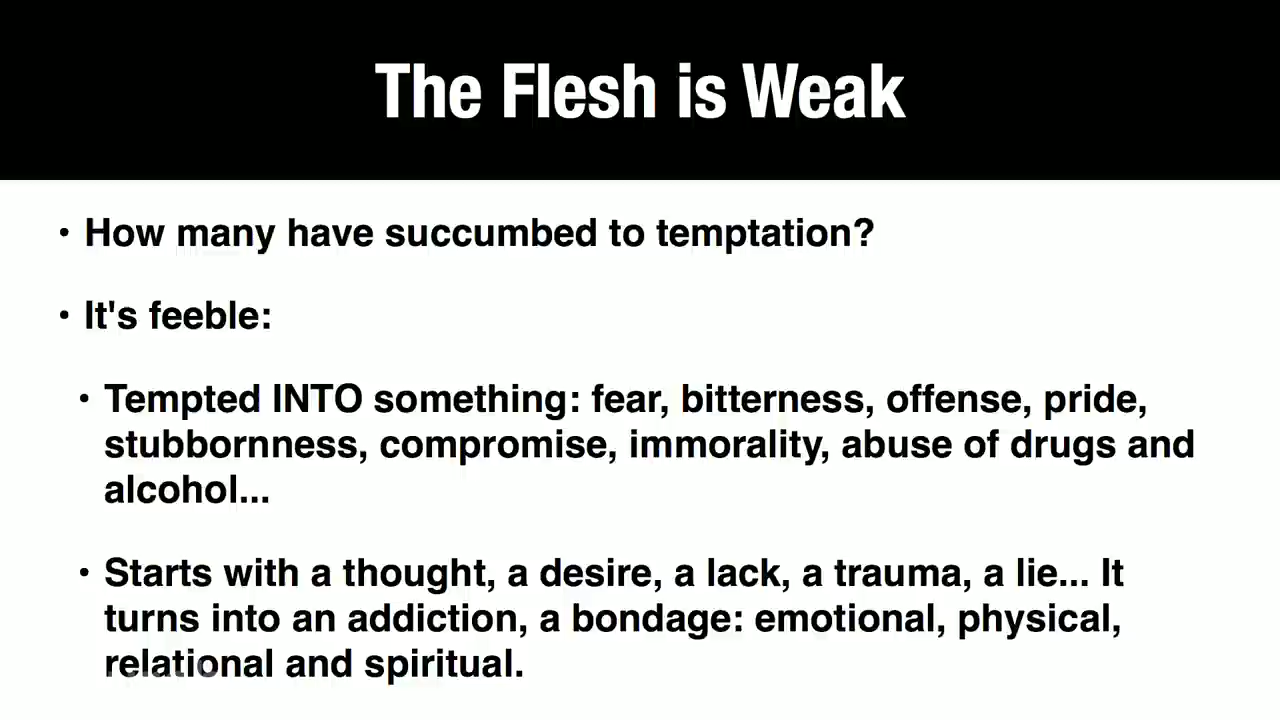 The Flesh is Weak
• How many have succumbed to temptation?
• It's feeble:
• Tempted INTO something: fear, bitterness, offense, pride,
stubbornness, compromise, immorality, abuse of drugs and
alcohol...
• Starts with a thought, a desire, a lack, a trauma, a lie... It
turns into an addiction, a bondage: emotional, physical,
relational and spiritual.